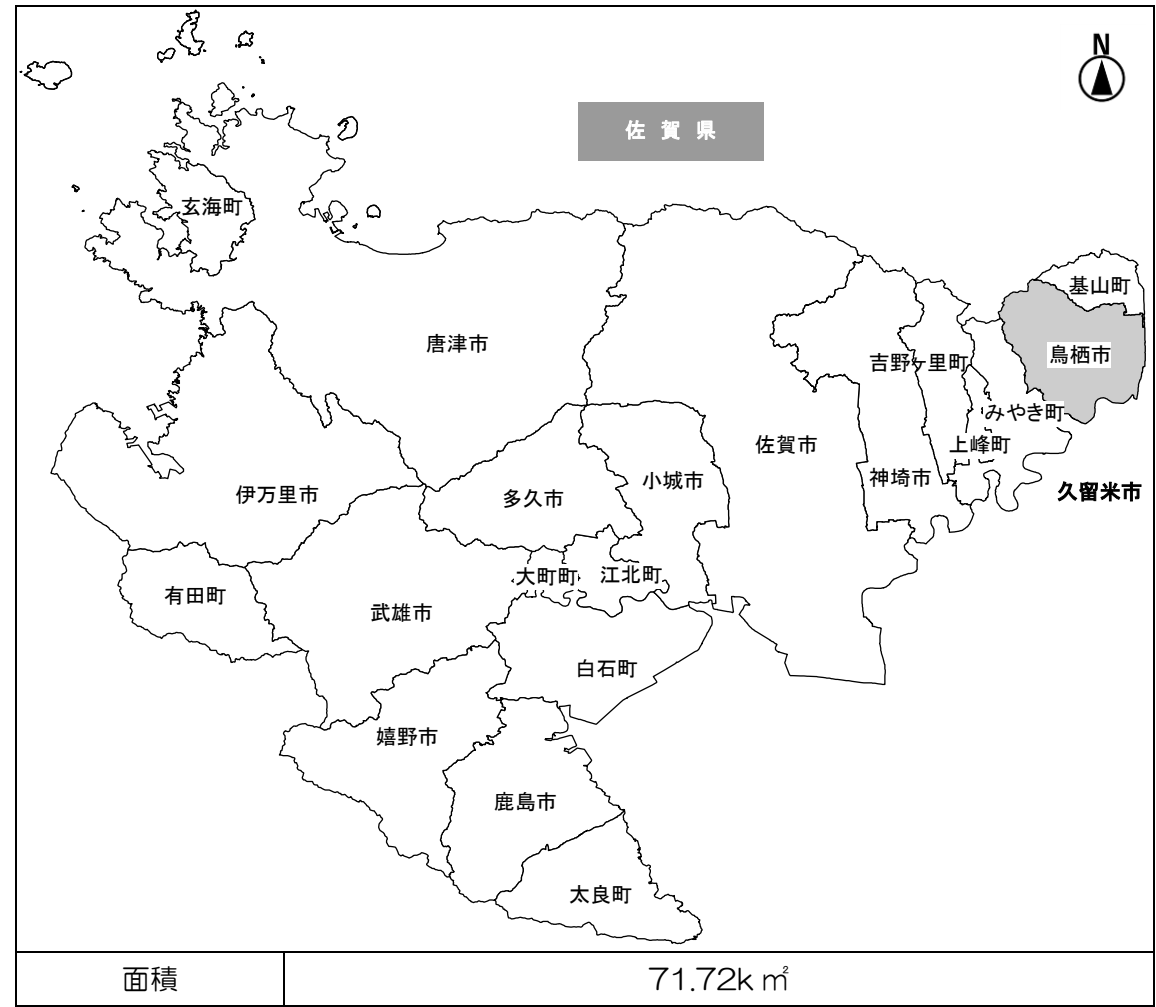 N
佐 賀 県
玄海町
基山町
唐津市
鳥栖市
吉野ヶ里町
みやき町
佐賀市
上峰町
小城市
神埼市
久留米市
伊万里市
多久市
大町町
江北町
有田町
武雄市
白石町
嬉野市
鹿島市
太良町
面積 71.72k㎡